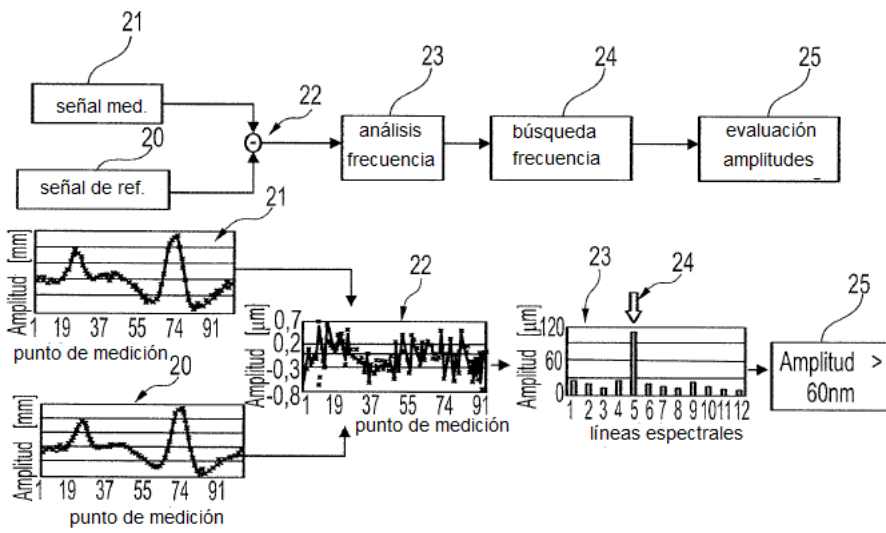 21
23
24
25
señal med.
22
análisis
frecuencia
búsqueda
frecuencia
evaluación
amplitudes
20
señal de ref.
21
Amplitud [mm]
1 19 37 55 74 91
punto de medición
22
Amplitud [µm]
0,7
0,2
-0,3
-0,8
1 19 37 55 74 91
punto de medición
23
24
Amplitud [µm]
120
60
0
1 2 3 4 5 6 7 8 9 10 11 12
líneas espectrales
25
Amplitud >
60nm
20
Amplitud [mm]
1 19 37 55 74 91
punto de medición